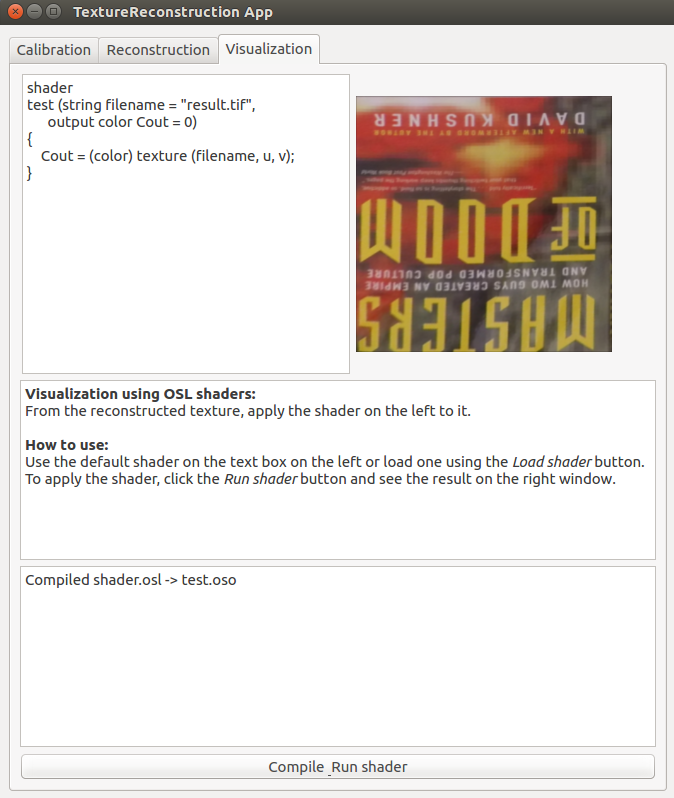 TextureReconstruction App
Calibration
Reconstruction
Visualization
shader
test (string filename = "result.tif",
output color Cout = 0)
{
Cout = (color) texture (filename, u, v);
}
MASTERS
HOW TWO GUYS CREATED AN EMPIRE
AND TRANSFORMED POP CULTURE
OF DOOM
WITH A NEW AFTERWORD BY THE AUTHOR
DAVID KUSHNER
Visualization using OSL shaders:
From the reconstructed texture, apply the shader on the left to it.
How to use:
Use the default shader on the text box on the left or load one using the Load shader button.
To apply the shader, click the Run shader button and see the result on the right window.
Compiled shader.osl -> test.oso
Compile _Run shader